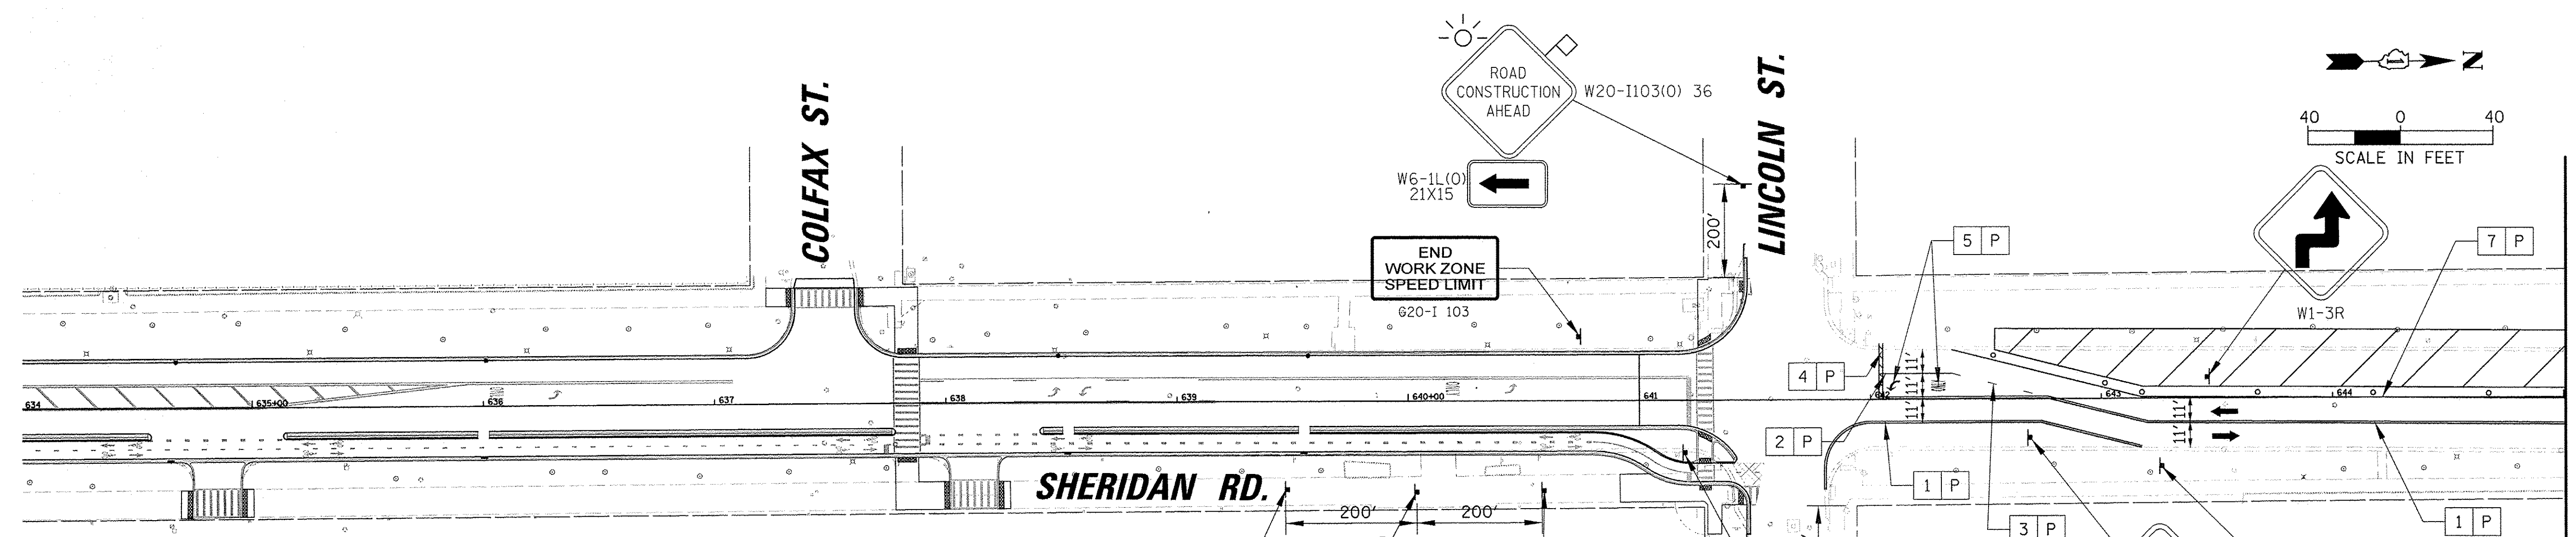 COLFAX ST.
ROAD
CONSTRUCTION
AHEAD
W20-I103(O) 36
W6-1L(O)
21X15
200'
LINCOLN ST.
N
40 0 40
SCALE IN FEET
END
WORK ZONE
SPEED LIMIT
G20-I 103
5 P
7 P
W1-3R
4 P
11'
11'
11'
2 P
11'
11'
634
635+00
636
637
638
639
640+00
641
642
643
644
SHERIDAN RD.
200'
200'
1 P
3 P
1 P